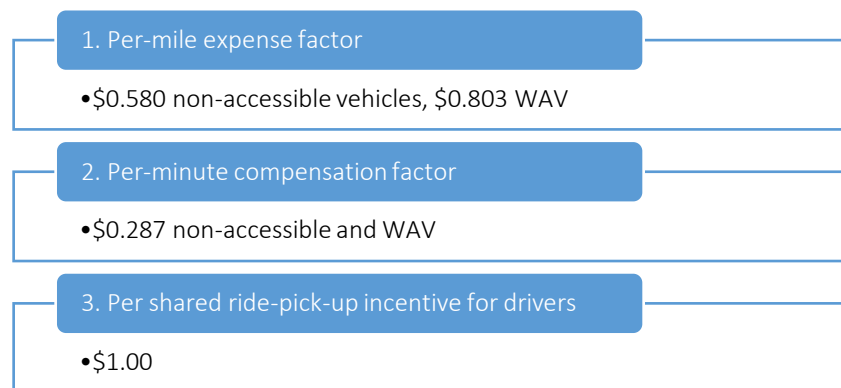 1. Per-mile expense factor
•$0.580 non-accessible vehicles, $0.803 WAV
2. Per-minute compensation factor
•$0.287 non-accessible and WAV
3. Per shared ride-pick-up incentive for drivers
•$1.00